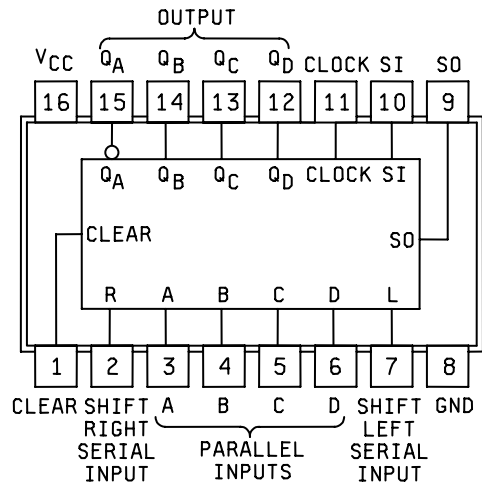 OUTPUT
VCC QA QB QC QD CLOCK SI SO
16 15 14 13 12 11 10 9
QA QB QC QD CLOCK SI
CLEAR
SO
R A B C D L
1 2 3 4 5 6 7 8
CLEAR SHIFT RIGHT SERIAL INPUT
A B C D
PARALLEL INPUTS
SHIFT LEFT SERIAL INPUT
GND